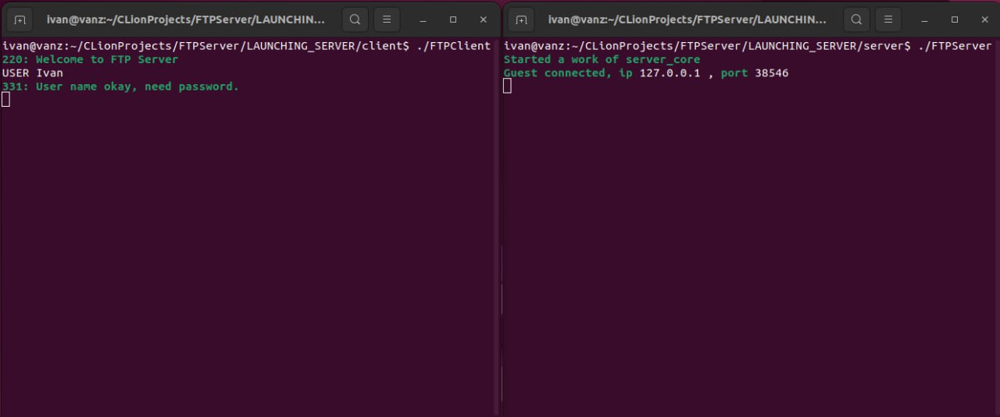 ivan@vanz:~/CLionProjects/FTPServer/LAUNCHIN...
ivan@vanz:~/CLionProjects/FTPServer/LAUNCHING_SERVER/client$ ./FTPClient
220: Welcome to FTP Server
USER Ivan
331: User name okay, need password.
ivan@vanz:~/CLionProjects/FTPServer/LAUNCHIN...
ivan@vanz:~/CLionProjects/FTPServer/LAUNCHING_SERVER/server$ ./FTPServer
Started a work of server_core
Guest connected, ip 127.0.0.1 , port 38546